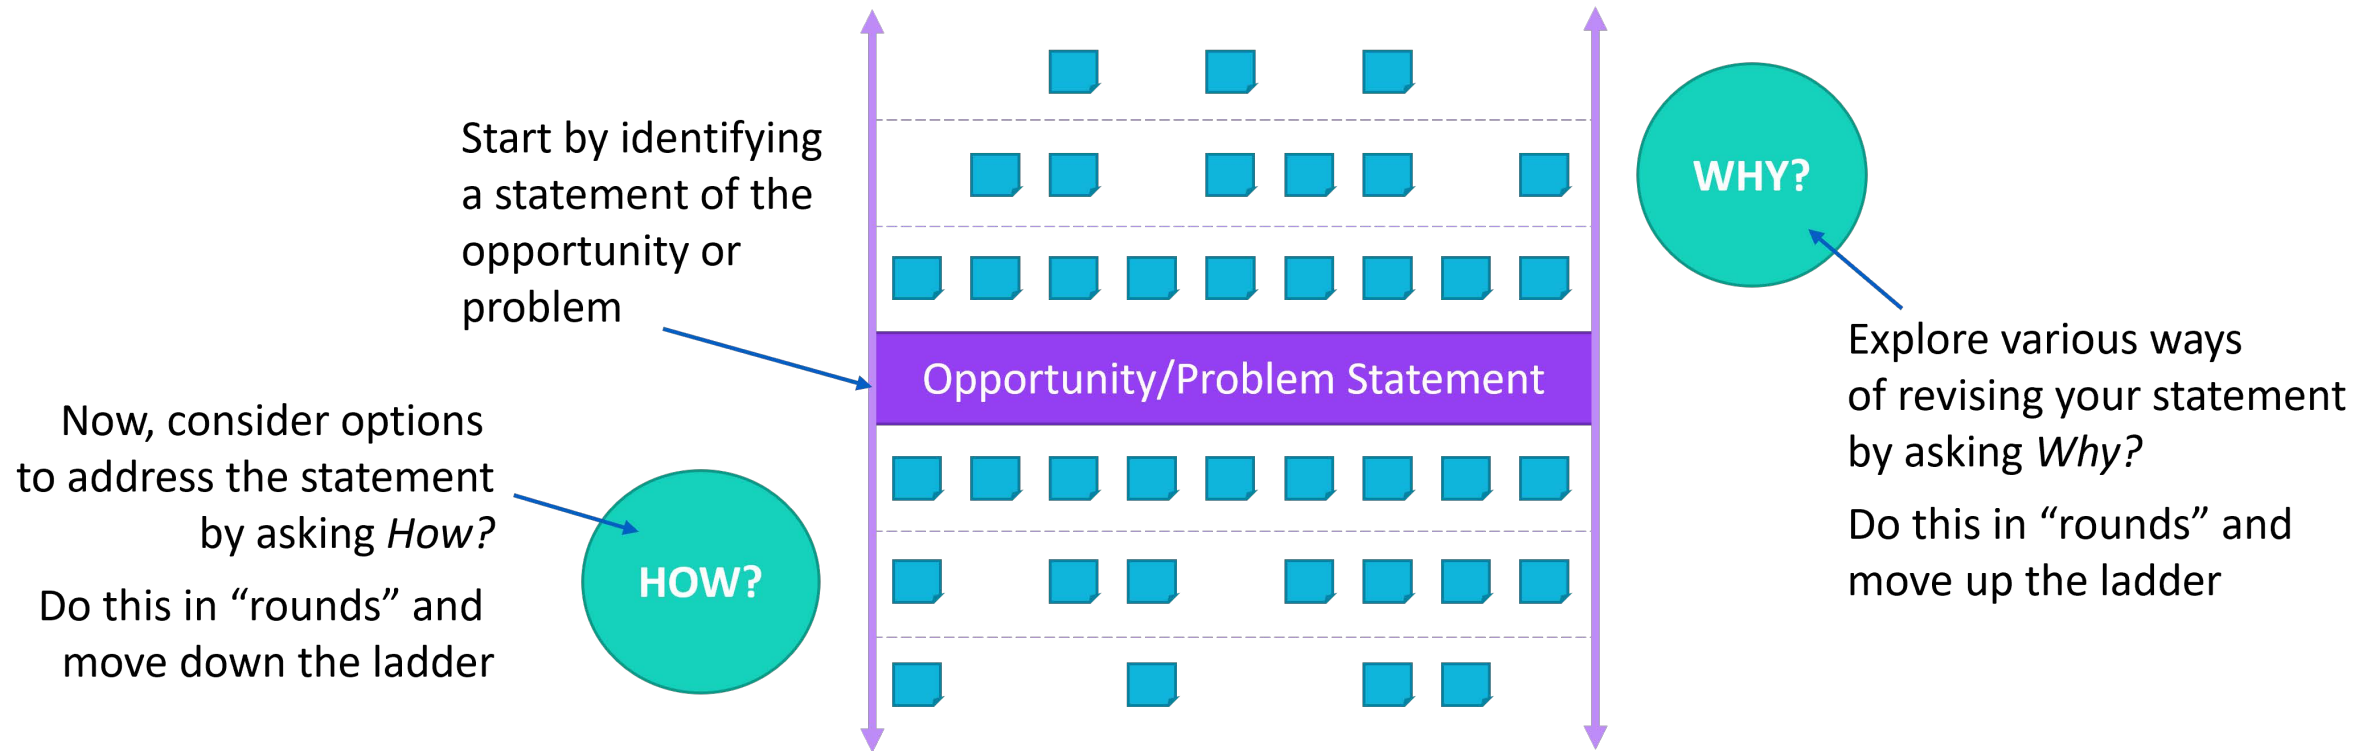 Start by identifying
a statement of the
opportunity or
problem
Opportunity/Problem Statement
WHY?
Explore various ways
of revising your statement
by asking Why?
Do this in “rounds” and
move up the ladder
Now, consider options
to address the statement
by asking How?
Do this in “rounds” and
move down the ladder
HOW?